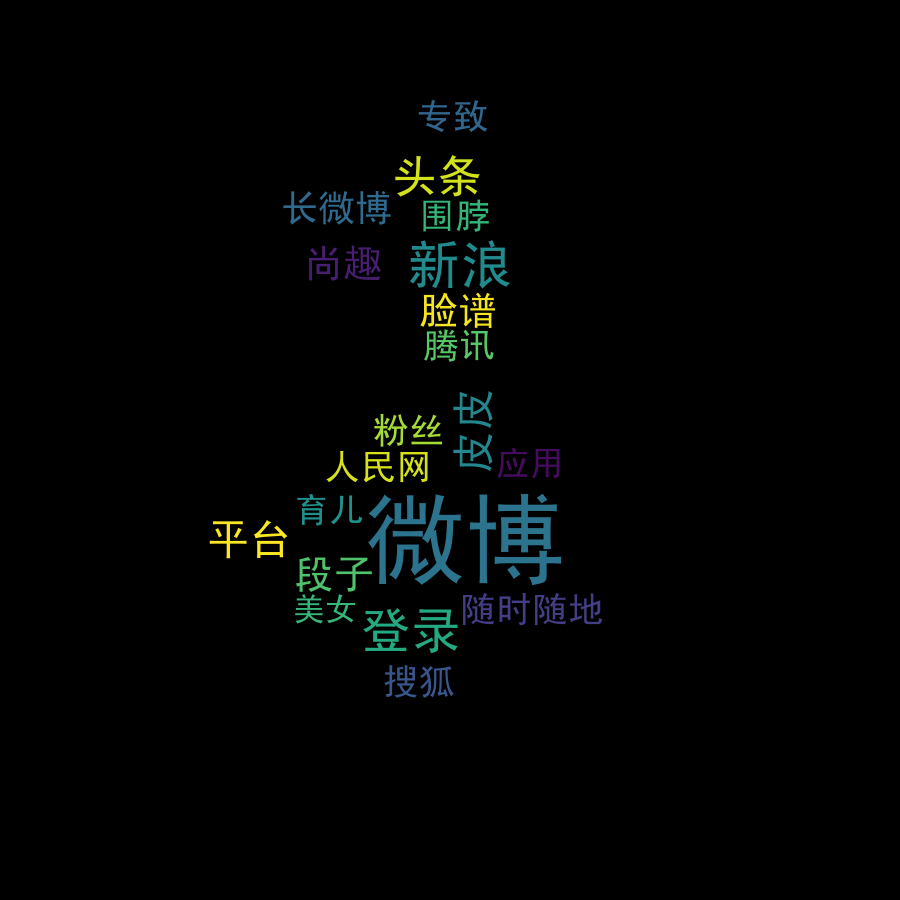 专致
头条
长微博
围脖
尚趣
新浪
脸谱
腾讯
皮皮
粉丝
人民网
应用
育儿
微博
平台
段子
美女
随时随地
登录
搜狐